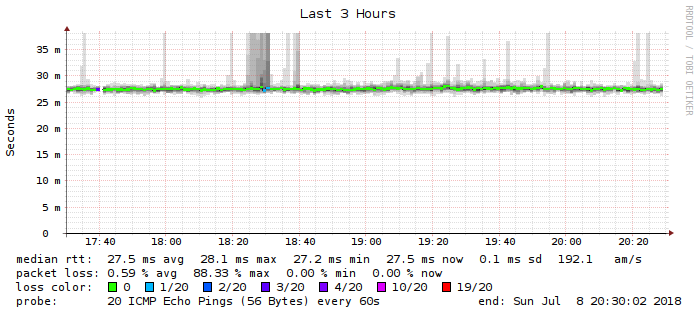 Last 3 Hours
RRDTOOL / TOBI OETIKER
Seconds
35 m
30 m
25 m
20 m
15 m
10 m
5 m
0
17:40 18:00 18:20 18:40 19:00 19:20 19:40 20:00 20:20
median rtt: 27.5 ms avg 28.1 ms max 27.2 ms min 27.5 ms now 0.1 ms sd 192.1 am/s
packet loss: 0.59 % avg 88.33 % max 0.00 % min 0.00 % now
loss color: 0 1/20 2/20 3/20 4/20 10/20 19/20
probe: 20 ICMP Echo Pings (56 Bytes) every 60s end: Sun Jul 8 20:30:02 2018